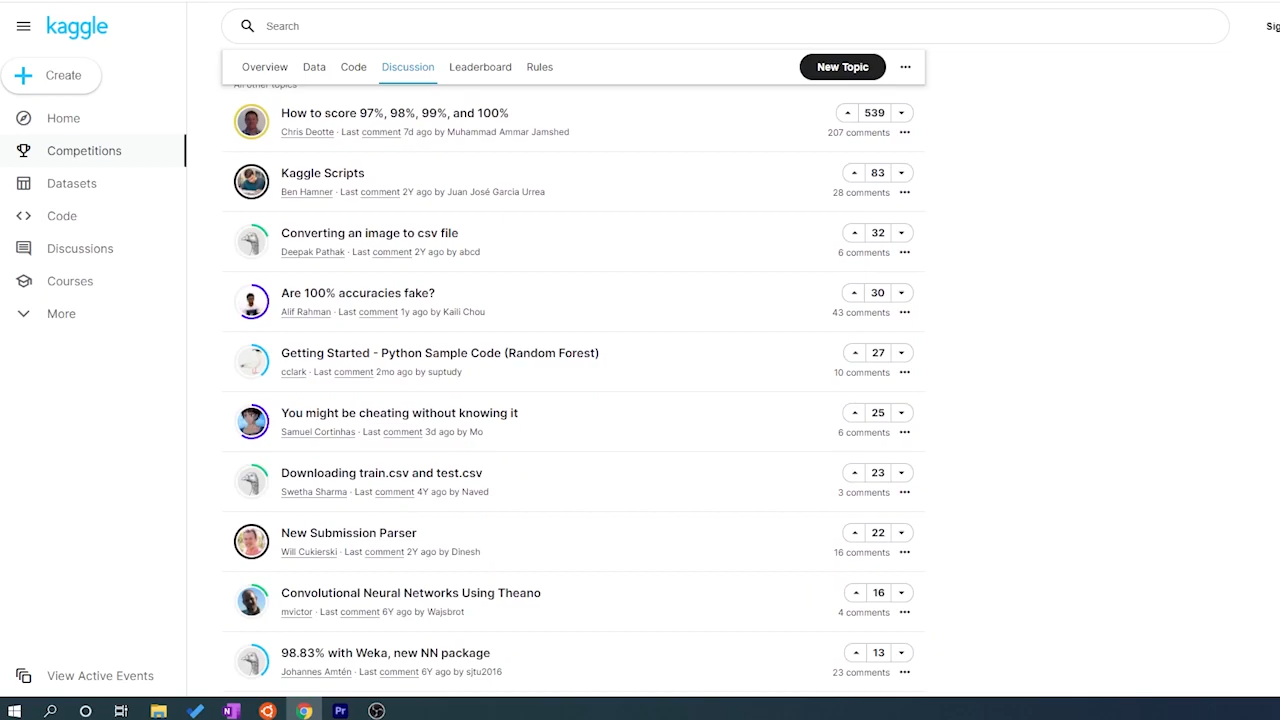 kaggle
Search
Sig
Create
Home
Competitions
Datasets
Code
Discussions
Courses
More
View Active Events
Overview Data Code Discussion Leaderboard Rules New Topic
All other topics
How to score 97%, 98%, 99%, and 100% 539
Chris Deotte · Last comment 7d ago by Muhammad Ammar Jamshed 207 comments
Kaggle Scripts 83
Ben Hamner · Last comment 2Y ago by Juan José García Urrea 28 comments
Converting an image to csv file 32
Deepak Pathak · Last comment 2Y ago by abcd 6 comments
Are 100% accuracies fake? 30
Alif Rahman · Last comment 1y ago by Kaili Chou 43 comments
Getting Started - Python Sample Code (Random Forest) 27
cclark · Last comment 2mo ago by suptudy 10 comments
You might be cheating without knowing it 25
Samuel Cortinhas · Last comment 3d ago by Mo 6 comments
Downloading train.csv and test.csv 23
Swetha Sharma · Last comment 4Y ago by Naved 3 comments
New Submission Parser 22
Will Cukierski · Last comment 2Y ago by Dinesh 16 comments
Convolutional Neural Networks Using Theano 16
mvictor · Last comment 6Y ago by Wajsbrot 4 comments
98.83% with Weka, new NN package 13
Johannes Amtén · Last comment 6Y ago by sjtu2016 23 comments
N
Pr